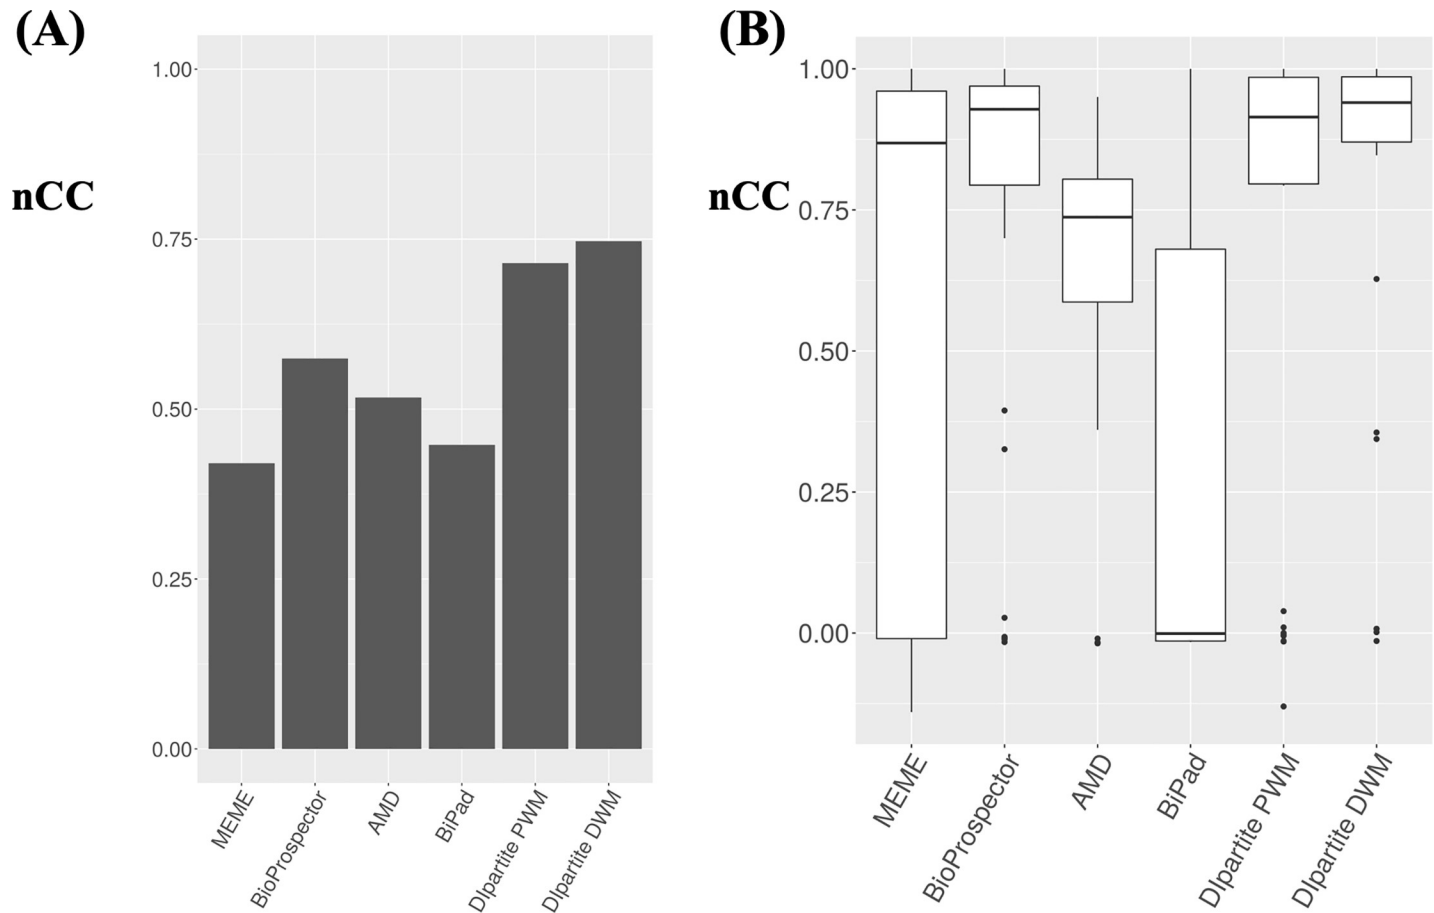 (A)
nCC
1.00
0.75
0.50
0.25
0.00
MEME
BioProspector
AMD
BiPad
DIpartite PWM
DIpartite DWM
(B)
nCC
1.00
0.75
0.50
0.25
0.00
MEME
BioProspector
AMD
BiPad
DIpartite PWM
DIpartite DWM